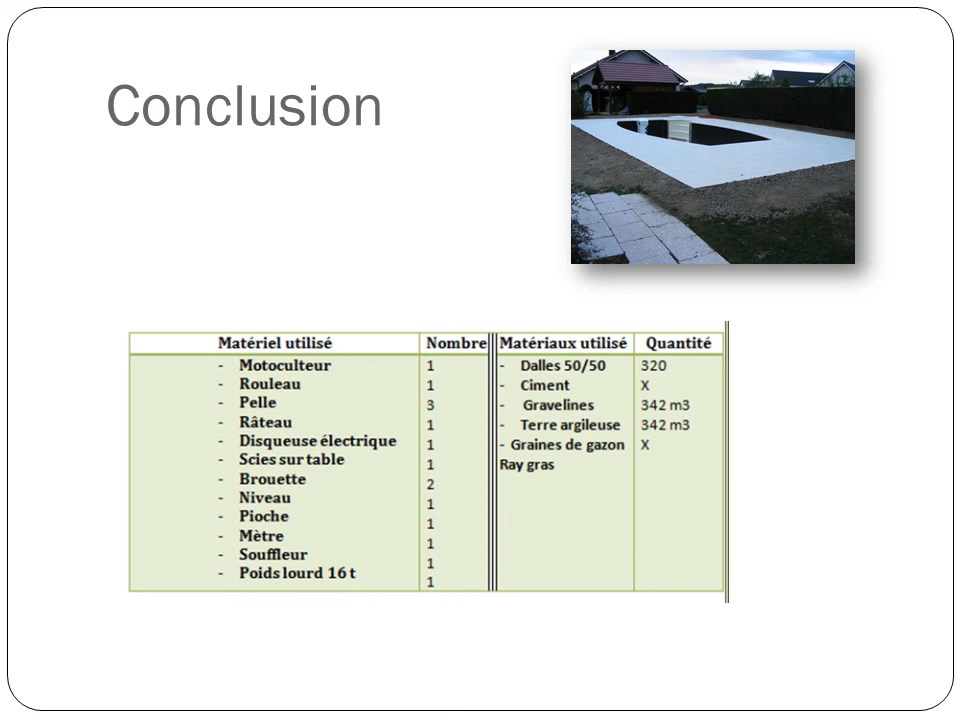 Conclusion
Matériel utilisé Nombre Matériaux utilisé Quantité
- Motoculteur 1 - Dalles 50/50 320
- Rouleau 1 - Ciment X
- Pelle 3 - Gravelines 342 m3
- Râteau 1 - Terre argileuse 342 m3
- Disqueuse électrique 1 - Graines de gazon X
- Scies sur table 1 Ray gras
- Brouette 2
- Niveau 1
- Pioche 1
- Mètre 1
- Souffleur 1
- Poids lourd 16 t 1